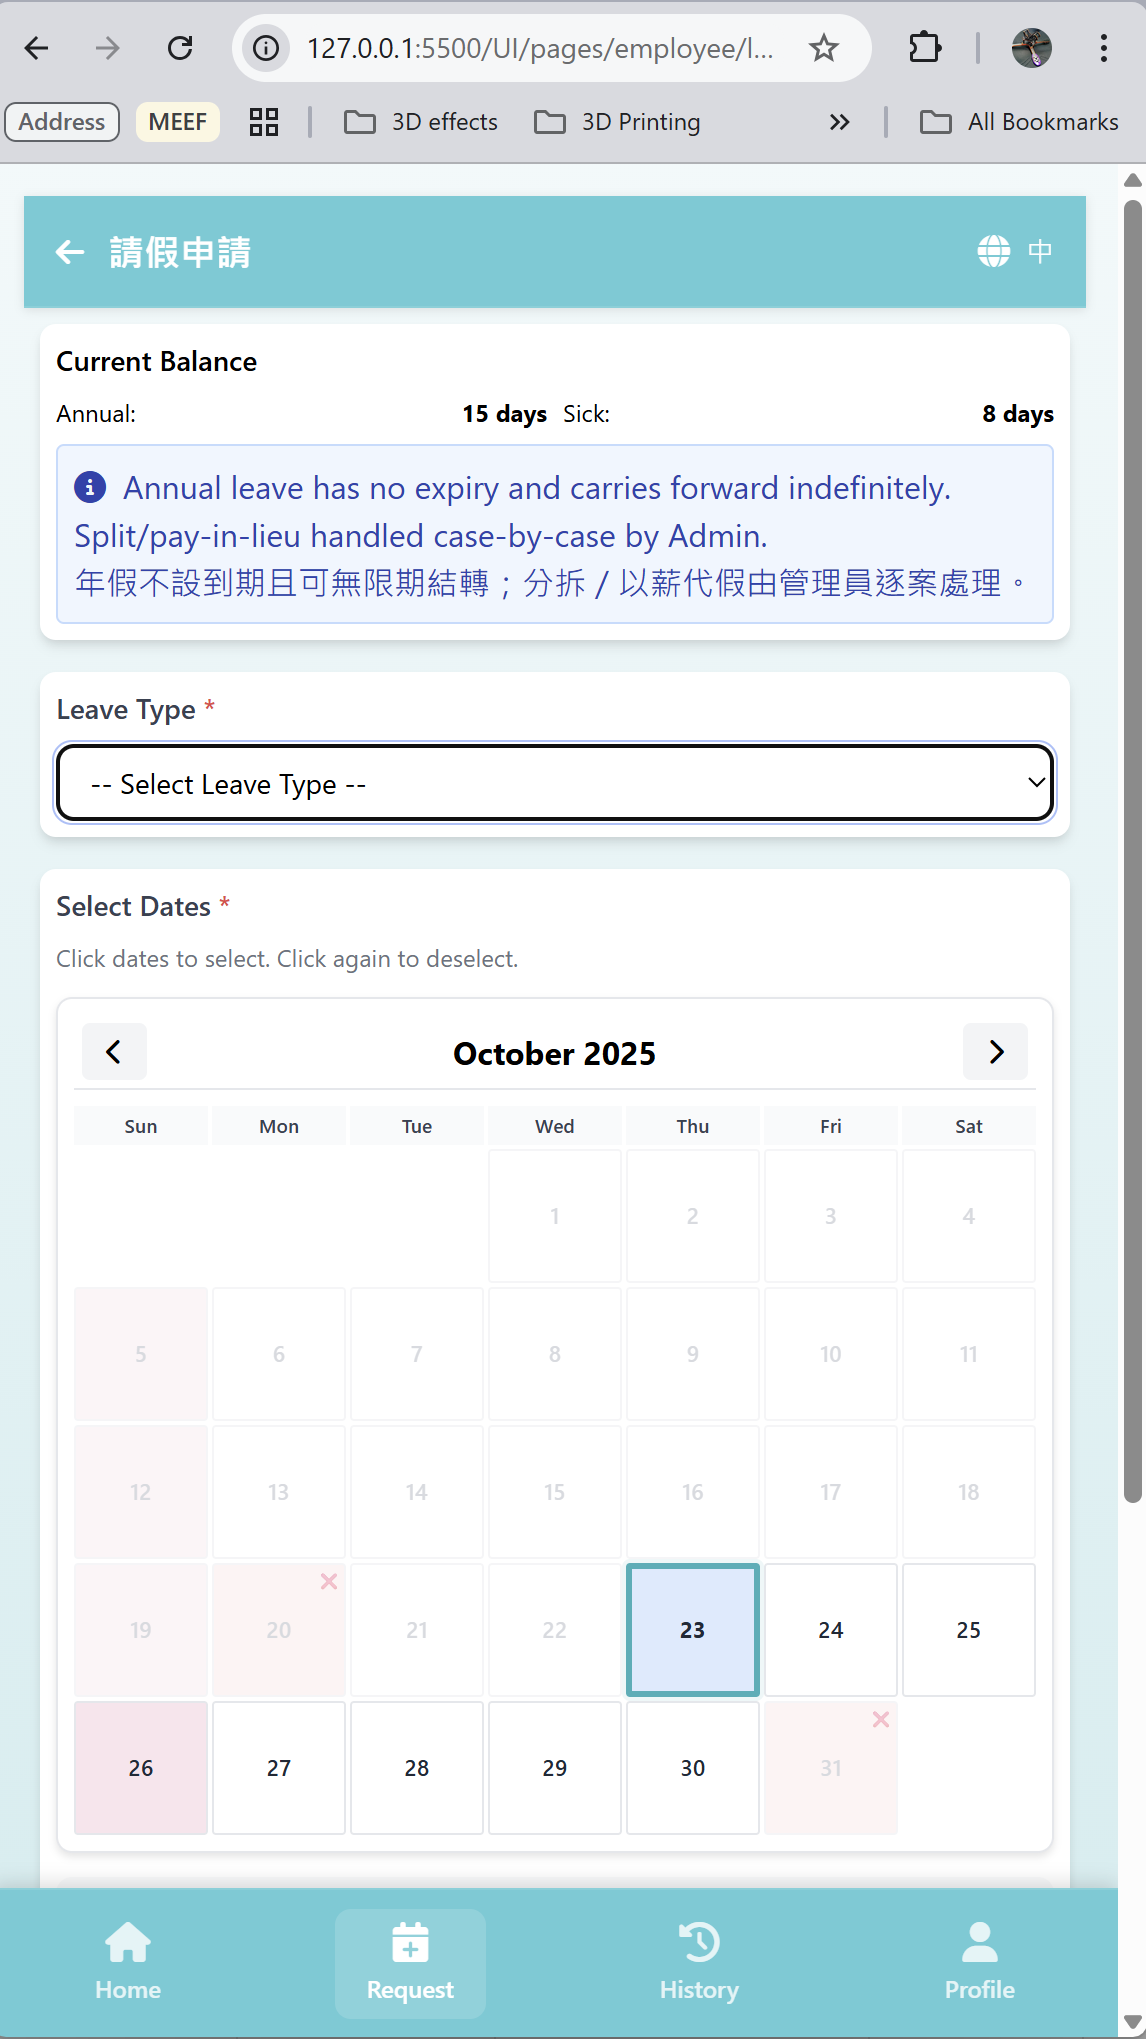 127.0.0.1:5500/UI/pages/employee/l...
Address MEEF 3D effects 3D Printing All Bookmarks
請假申請 中
Current Balance
Annual: 15 days Sick: 8 days
Annual leave has no expiry and carries forward indefinitely.
Split/pay-in-lieu handled case-by-case by Admin.
年假不設到期且可無限期結轉；分拆 / 以薪代假由管理員逐案處理。
Leave Type *
-- Select Leave Type --
Select Dates *
Click dates to select. Click again to deselect.
October 2025
Sun Mon Tue Wed Thu Fri Sat
1 2 3 4
5 6 7 8 9 10 11
12 13 14 15 16 17 18
19 20 21 22 23 24 25
26 27 28 29 30 31
Home Request History Profile